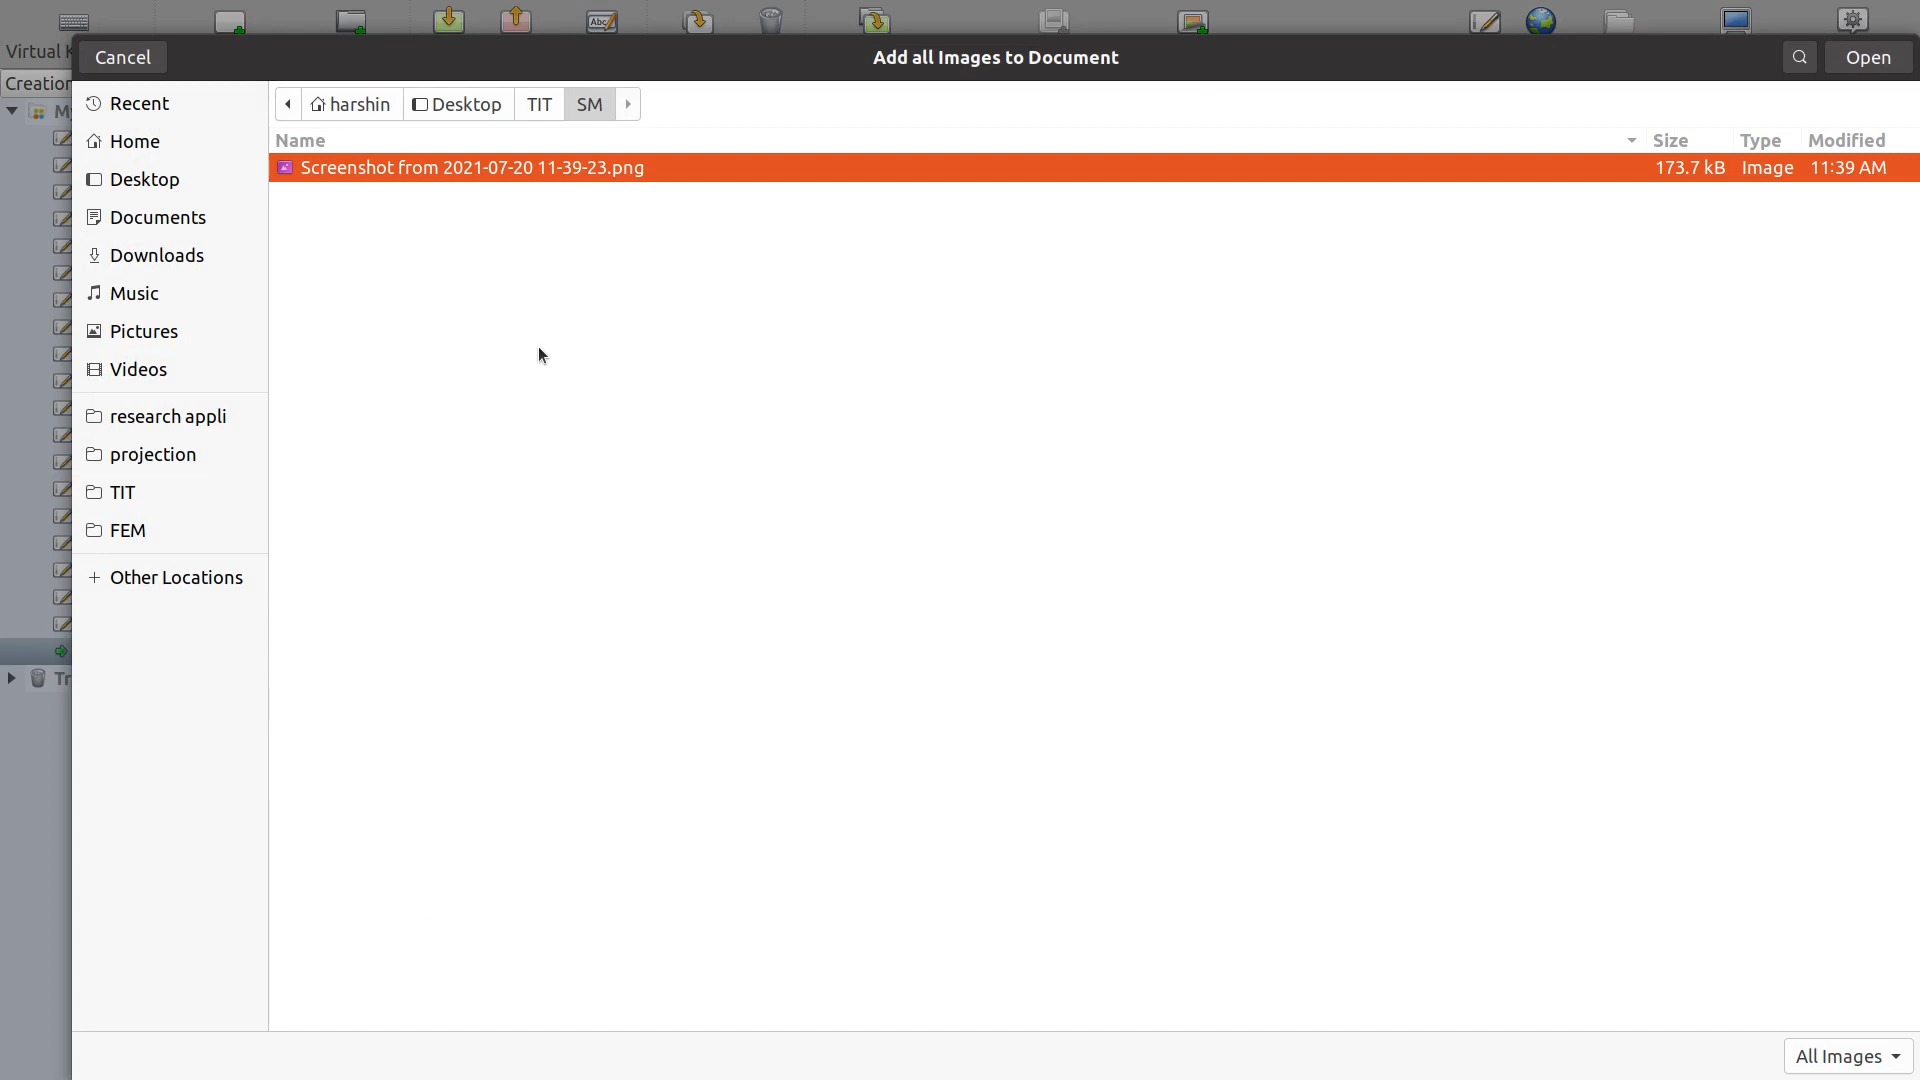 Virtual K
Cancel
Add all Images to Document
Open
Creation
My
Recent
Home
Desktop
Documents
Downloads
Music
Pictures
Videos
research appli
projection
TIT
FEM
Other Locations
Tr
harshin Desktop TIT SM
Name Size Type Modified
Screenshot from 2021-07-20 11-39-23.png 173.7 kB Image 11:39 AM
All Images